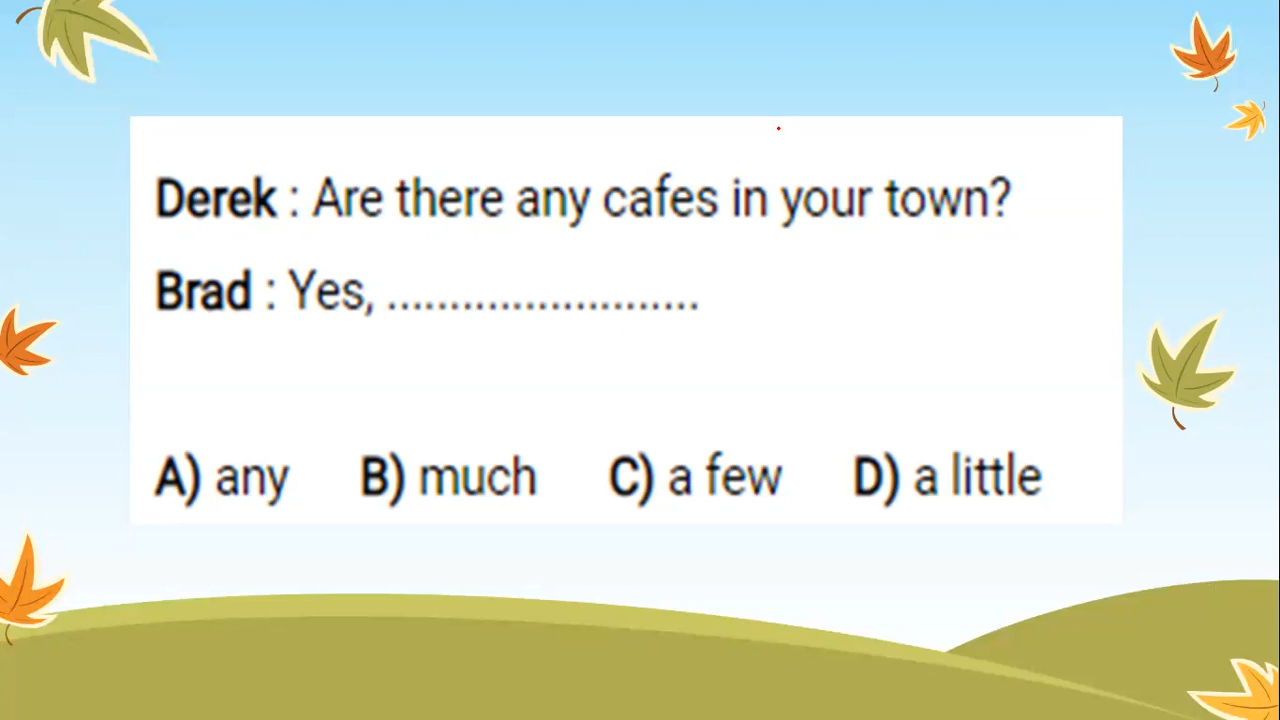 Derek : Are there any cafes in your town?
Brad : Yes, .........................
A) any B) much C) a few D) a little